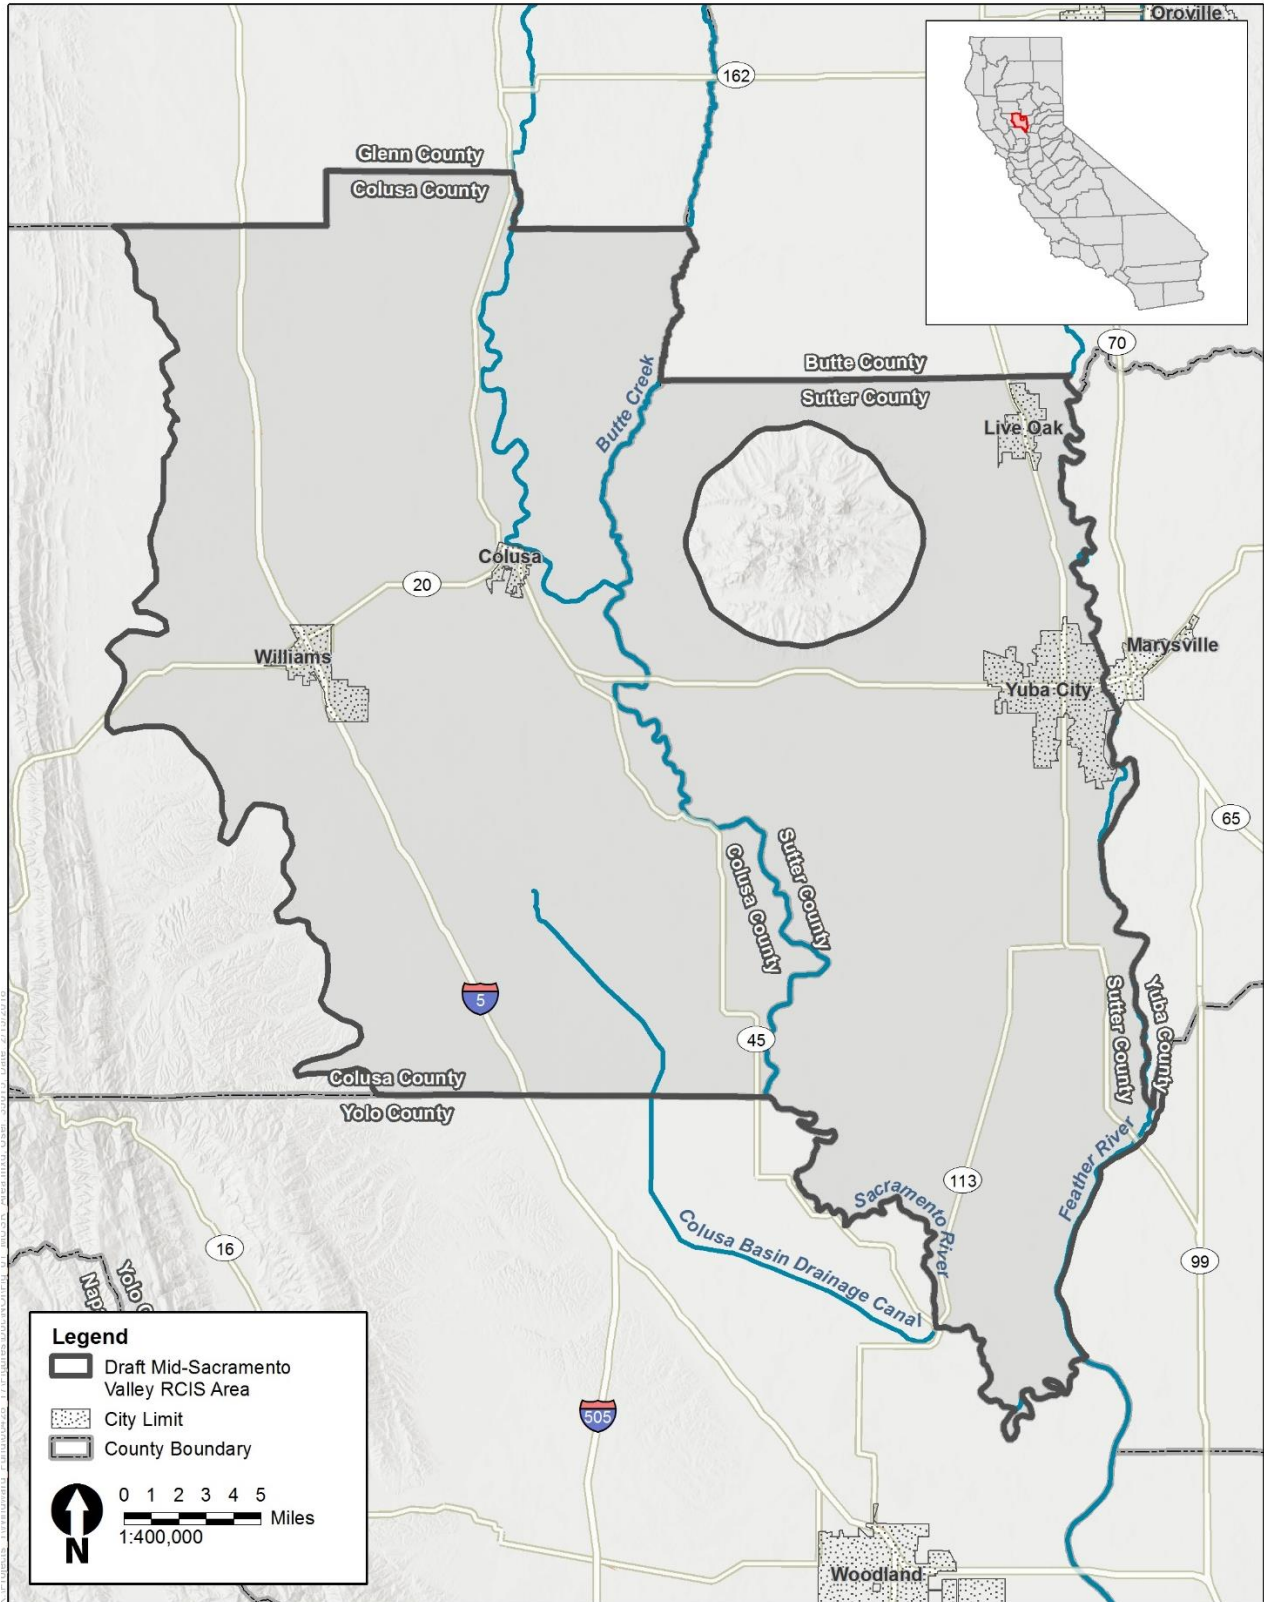 Oroville
162
Glenn County
Colusa County
70
Butte County
Sutter County
Butte Creek
Live Oak
Colusa
20
Williams
Marysville
Yuba City
65
Sutter County
Colusa County
5
45
Yuba County
Sutter County
Colusa County
Yolo County
Feather River
113
Sacramento River
Colusa Basin Drainage Canal
16
99
Yolo
Legend
Draft Mid-Sacramento
Valley RCIS Area
City Limit
County Boundary
0 1 2 3 4 5
Miles
1:400,000
N
505
Woodland